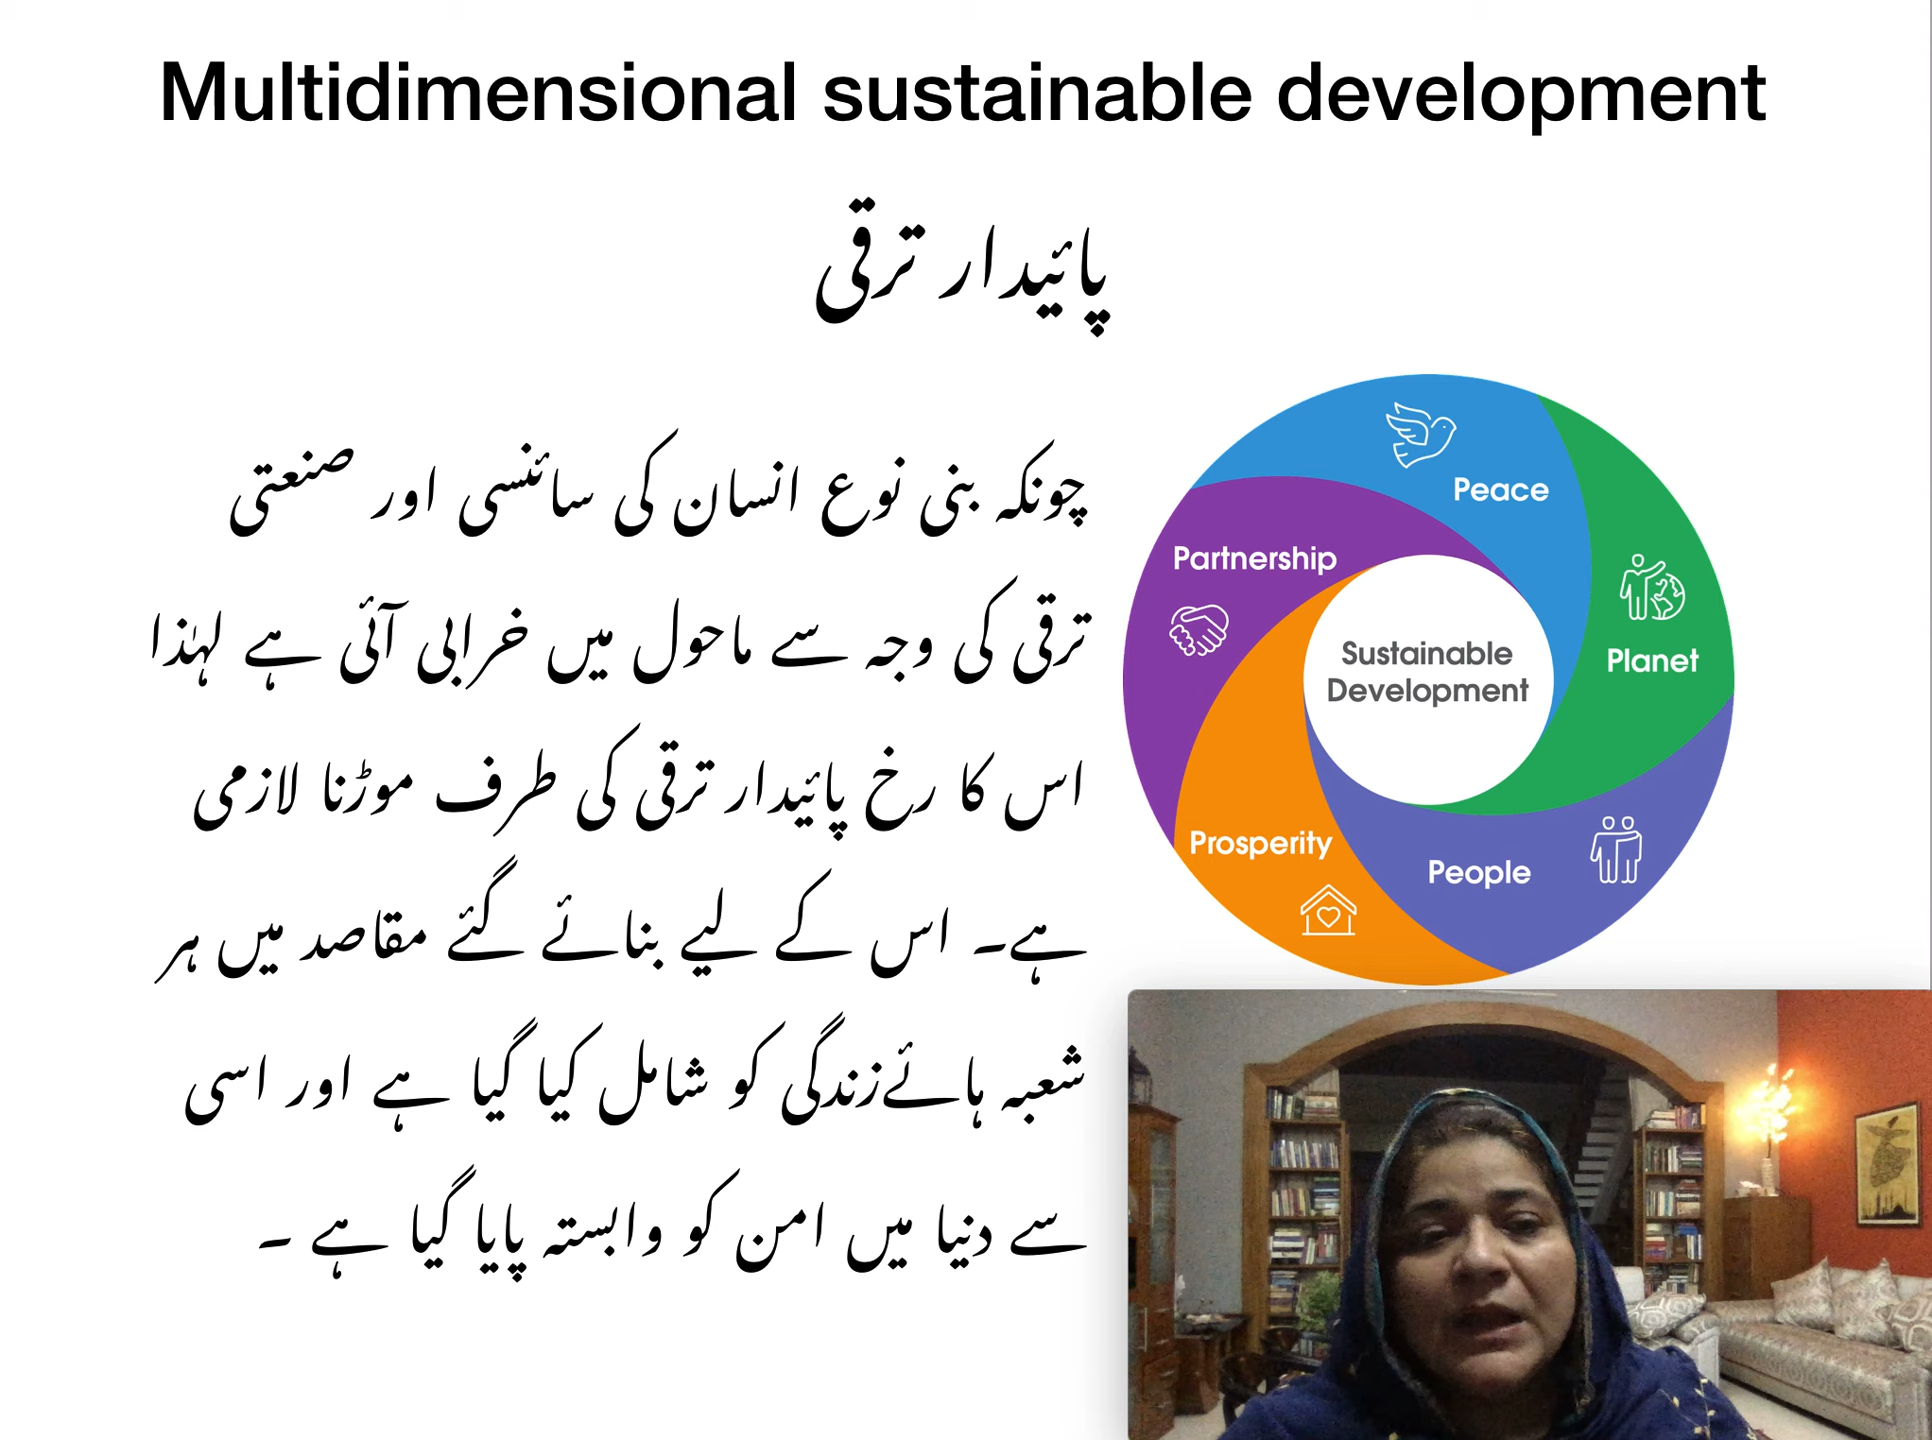 Multidimensional sustainable development
پائیدار ترقی
چونکہ بنی نوع انسان کی سائنسی اور صنعتی
ترقی کی وجہ سے ماحول میں خرابی آئی ہے لہٰذا
اس کا رخ پائیدار ترقی کی طرف موڑنا لازمی
ہے۔ اس کے لیے بنائے گئے مقاصد میں ہر
شعبہ ہائےزندگی کو شامل کیا گیا ہے اور اسی
سے دنیا میں امن کو وابستہ پایا گیا ہے ۔
Peace
Planet
People
Prosperity
Partnership
Sustainable
Development